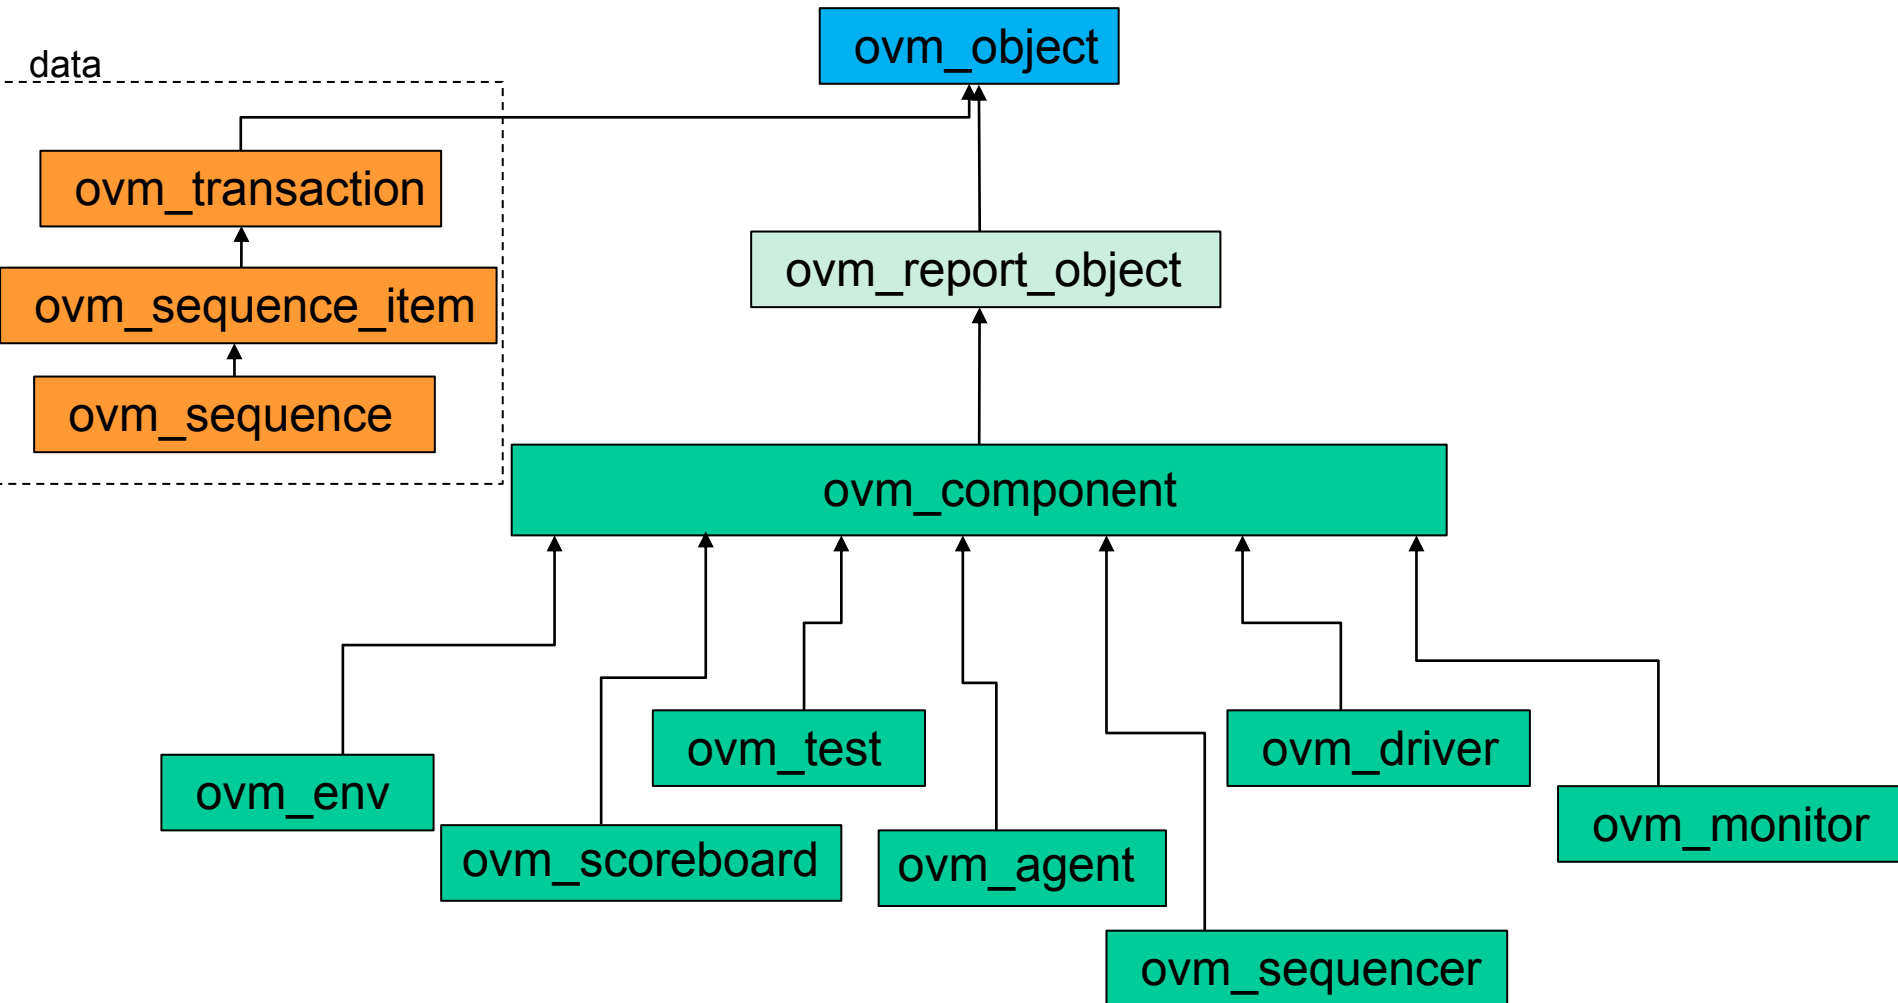 ovm_object
data
ovm_transaction
ovm_report_object
ovm_sequence_item
ovm_sequence
ovm_component
ovm_test
ovm_driver
ovm_env
ovm_monitor
ovm_scoreboard
ovm_agent
ovm_sequencer